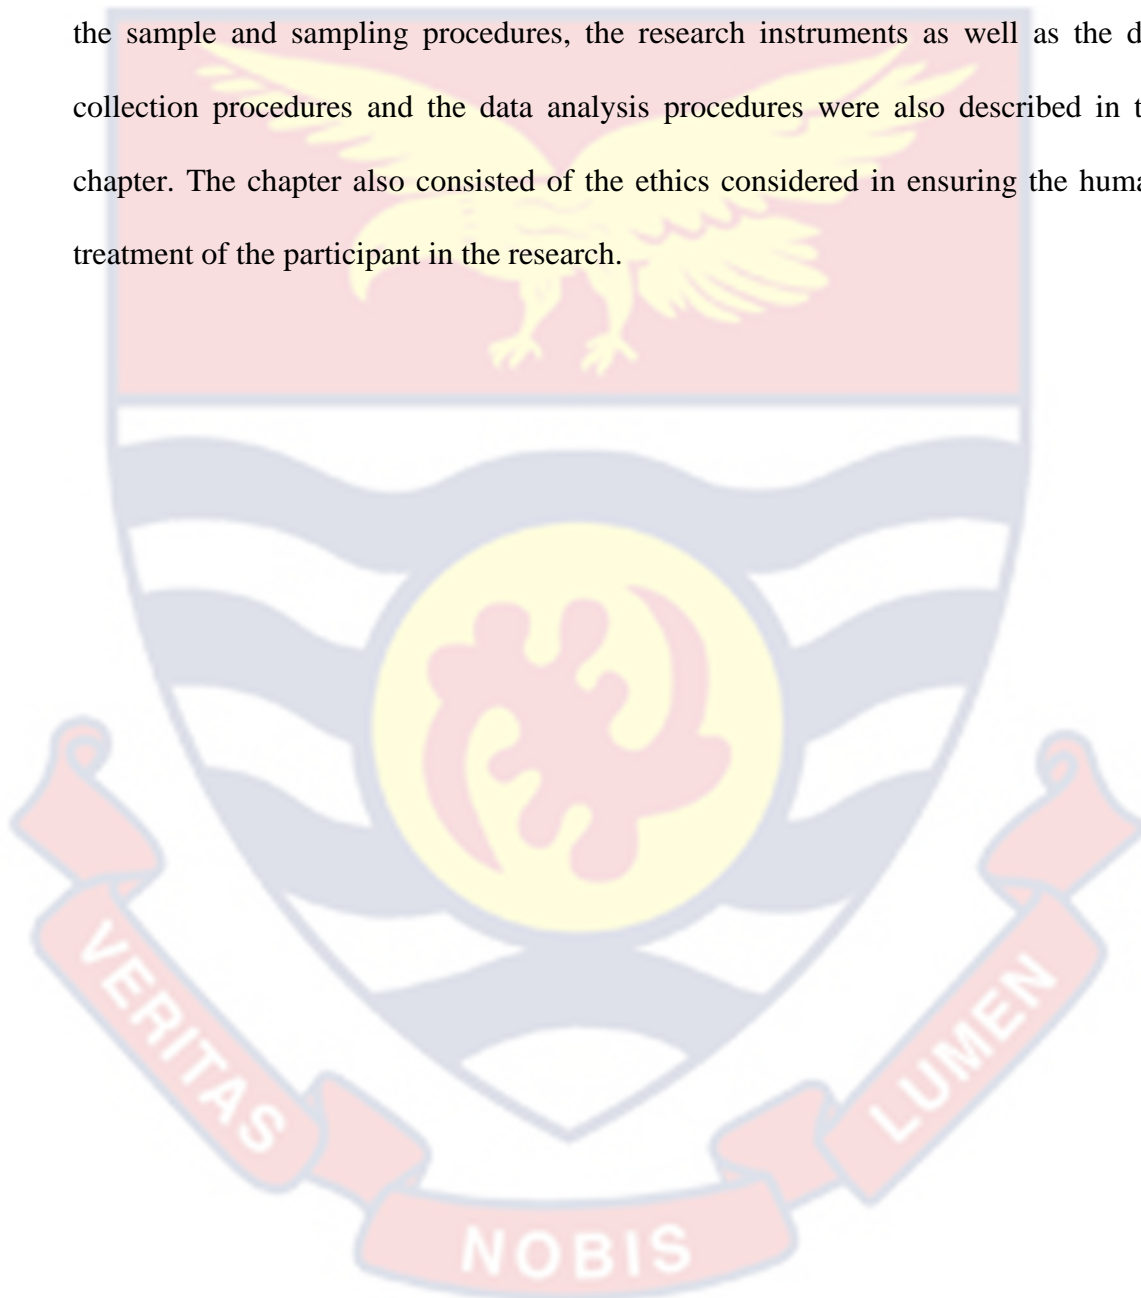 the sample and sampling procedures, the research instruments as well as the d
collection procedures and the data analysis procedures were also described in t
chapter. The chapter also consisted of the ethics considered in ensuring the huma
treatment of the participant in the research.
VERITAS
NOBIS
LUMEN